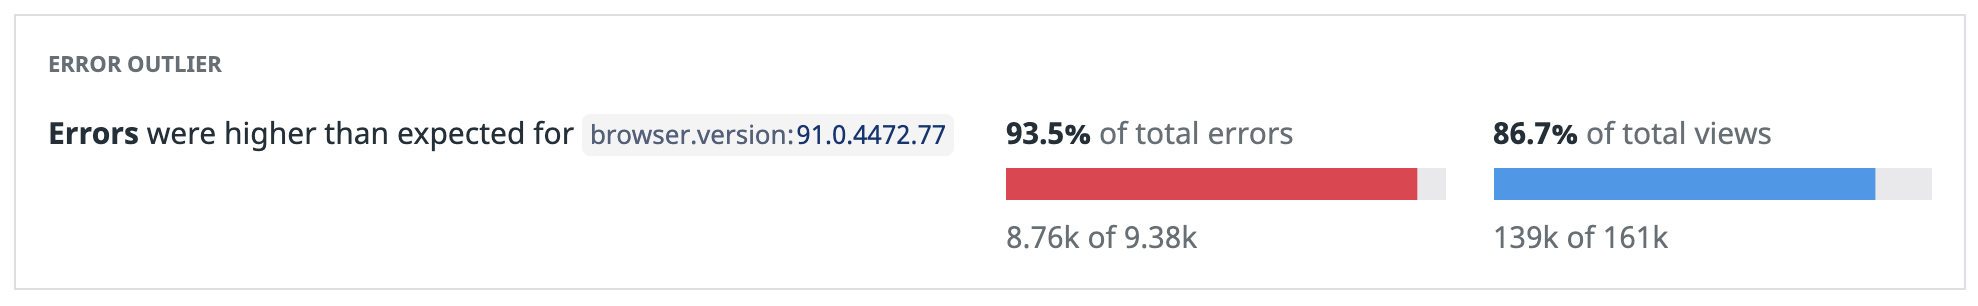 ERROR OUTLIER
Errors were higher than expected for browser.version:91.0.4472.77
93.5% of total errors
8.76k of 9.38k
86.7% of total views
139k of 161k